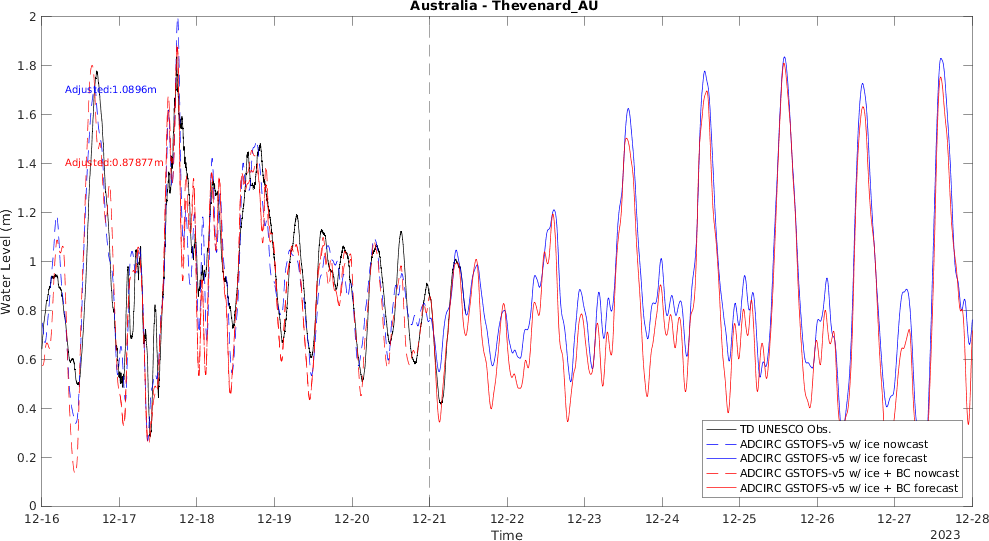 Australia - Thevenard_AU
Water Level (m)
2
1.8
1.6
1.4
1.2
1
0.8
0.6
0.4
0.2
0
Adjusted:1.0896m
Adjusted:0.87877m
TD UNESCO Obs.
ADCIRC GSTOFS-v5 w/ ice nowcast
ADCIRC GSTOFS-v5 w/ ice forecast
ADCIRC GSTOFS-v5 w/ ice + BC nowcast
ADCIRC GSTOFS-v5 w/ ice + BC forecast
12-16 12-17 12-18 12-19 12-20 12-21 12-22 12-23 12-24 12-25 12-26 12-27 12-28
Time
2023